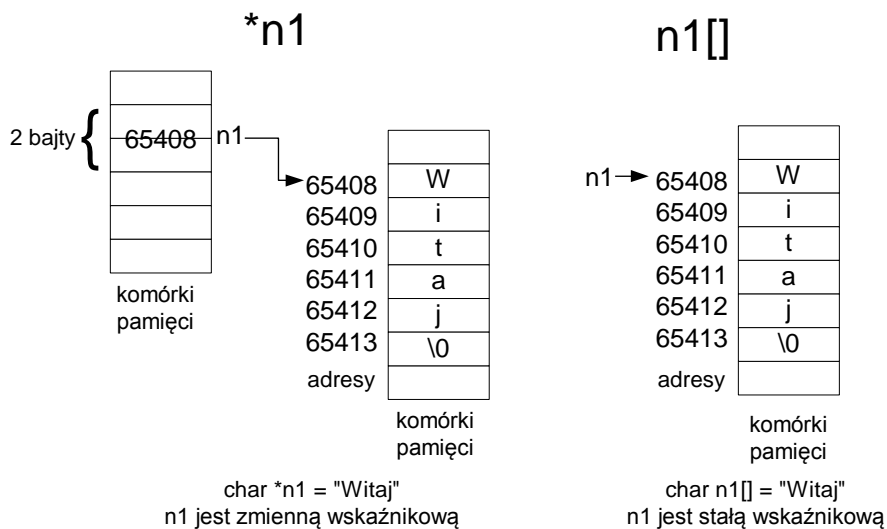 *n1
n1[]
2 bajty
{
65408
n1
komórki
pamięci
65408 W
65409 i
65410 t
65411 a
65412 j
65413 \0
adresy
komórki
pamięci
char *n1 = "Witaj"
n1 jest zmienną wskaźnikową
n1
65408 W
65409 i
65410 t
65411 a
65412 j
65413 \0
adresy
komórki
pamięci
char n1[] = "Witaj"
n1 jest stałą wskaźnikową